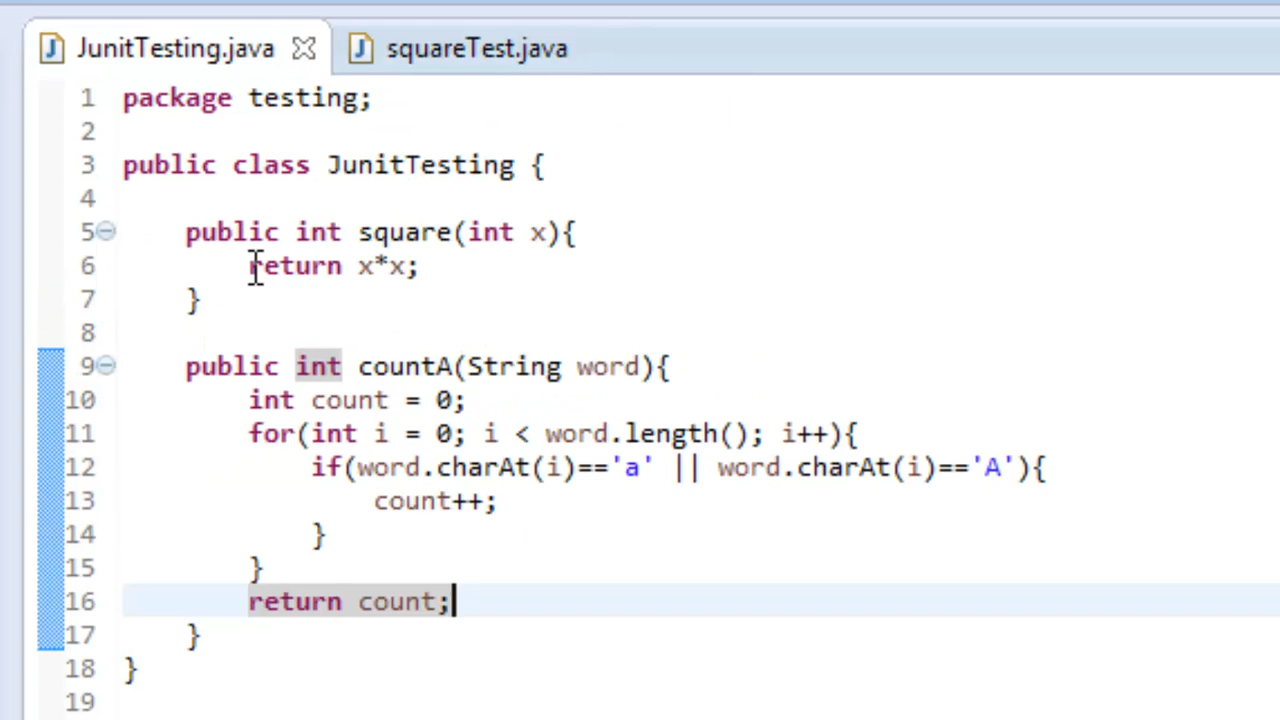 JunitTesting.java squareTest.java
1 package testing;
2
3 public class JunitTesting {
4
5 public int square(int x){
6 return x*x;
7 }
8
9 public int countA(String word){
10 int count = 0;
11 for(int i = 0; i < word.length(); i++){
12 if(word.charAt(i)=='a' || word.charAt(i)=='A'){
13 count++;
14 }
15 }
16 return count;
17 }
18 }
19